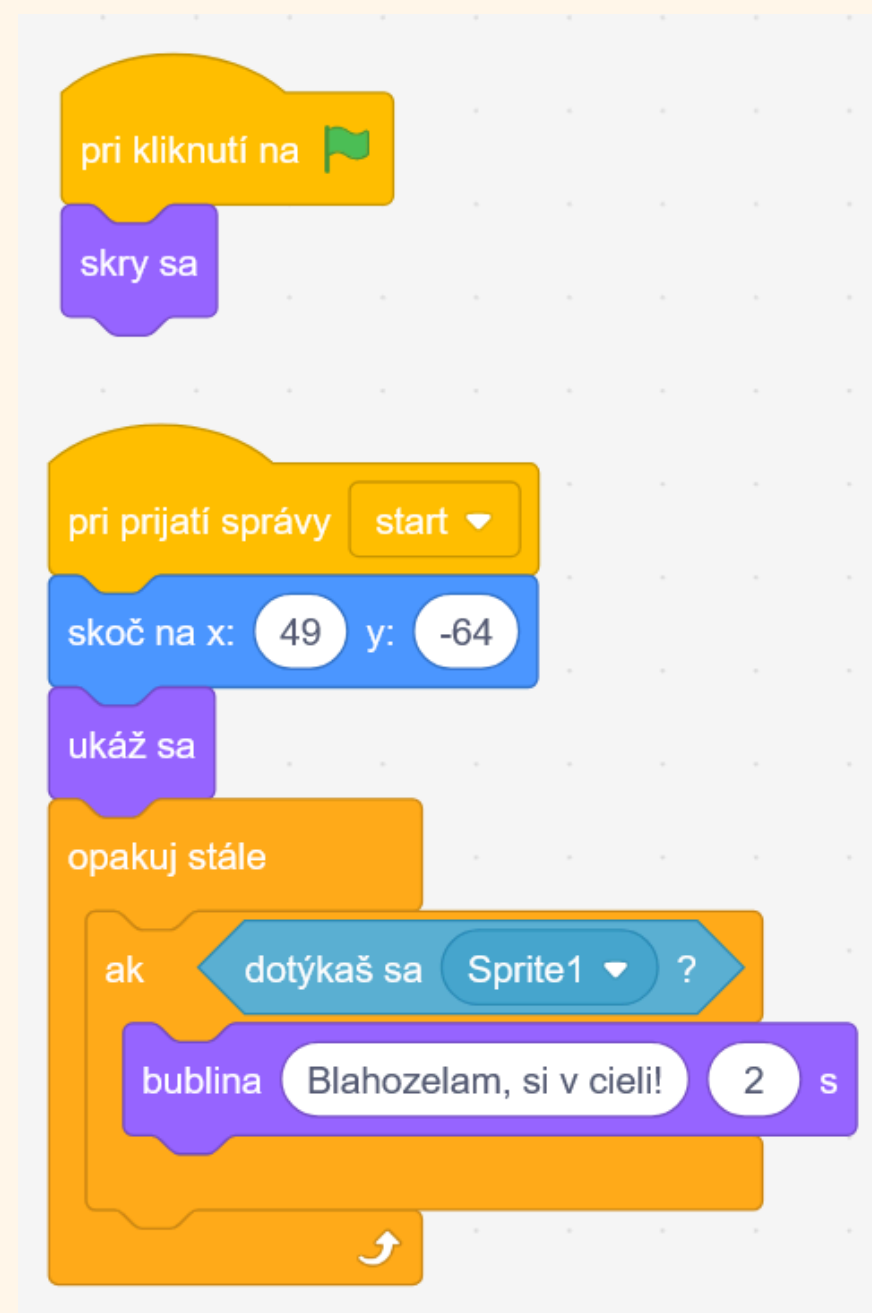 pri kliknutí na
skry sa
pri prijatí správy start
skoč na x: 49 y: -64
ukáž sa
opakuj stále
ak dotýkaš sa Sprite1 ?
bublina Blahozelam, si v cieli! 2 s